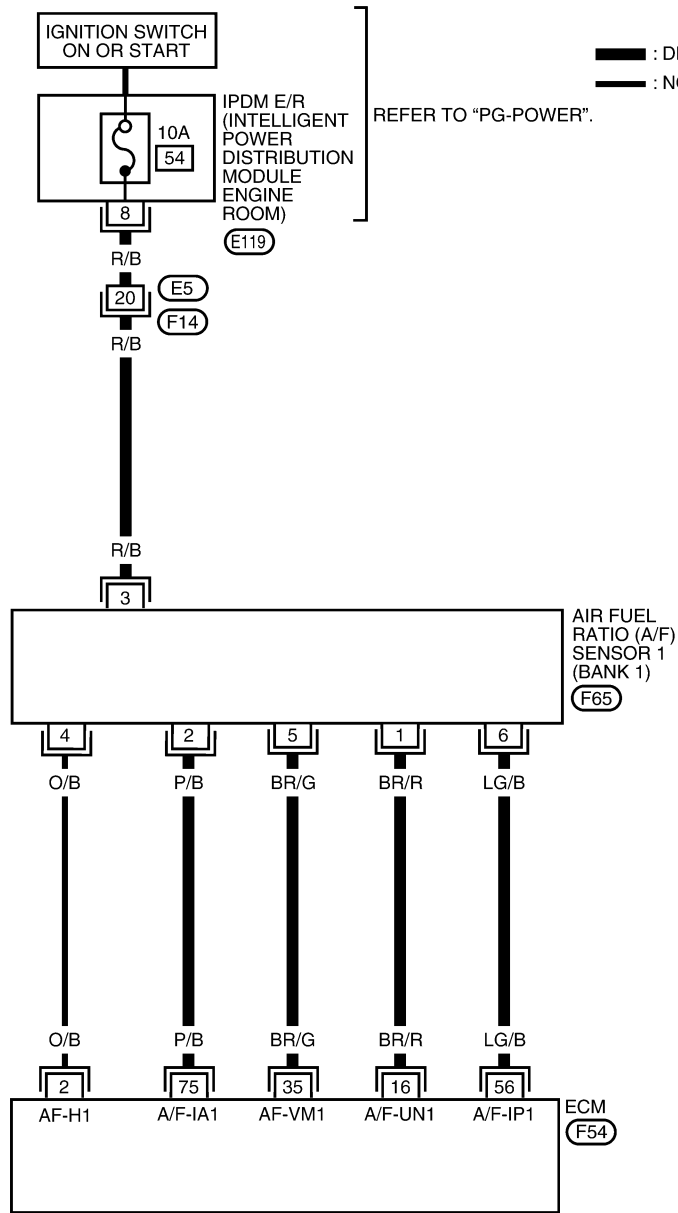 IGNITION SWITCH
ON OR START
10A
54
IPDM E/R
(INTELLIGENT
POWER
DISTRIBUTION
MODULE
ENGINE
ROOM)
E119
REFER TO “PG-POWER”.
8
R/B
20
E5
F14
R/B
R/B
3
AIR FUEL
RATIO (A/F)
SENSOR 1
(BANK 1)
F65
4 2 5 1 6
O/B P/B BR/G BR/R LG/B
O/B P/B BR/G BR/R LG/B
2 75 35 16 56
AF-H1 A/F-IA1 AF-VM1 A/F-UN1 A/F-IP1
ECM
F54